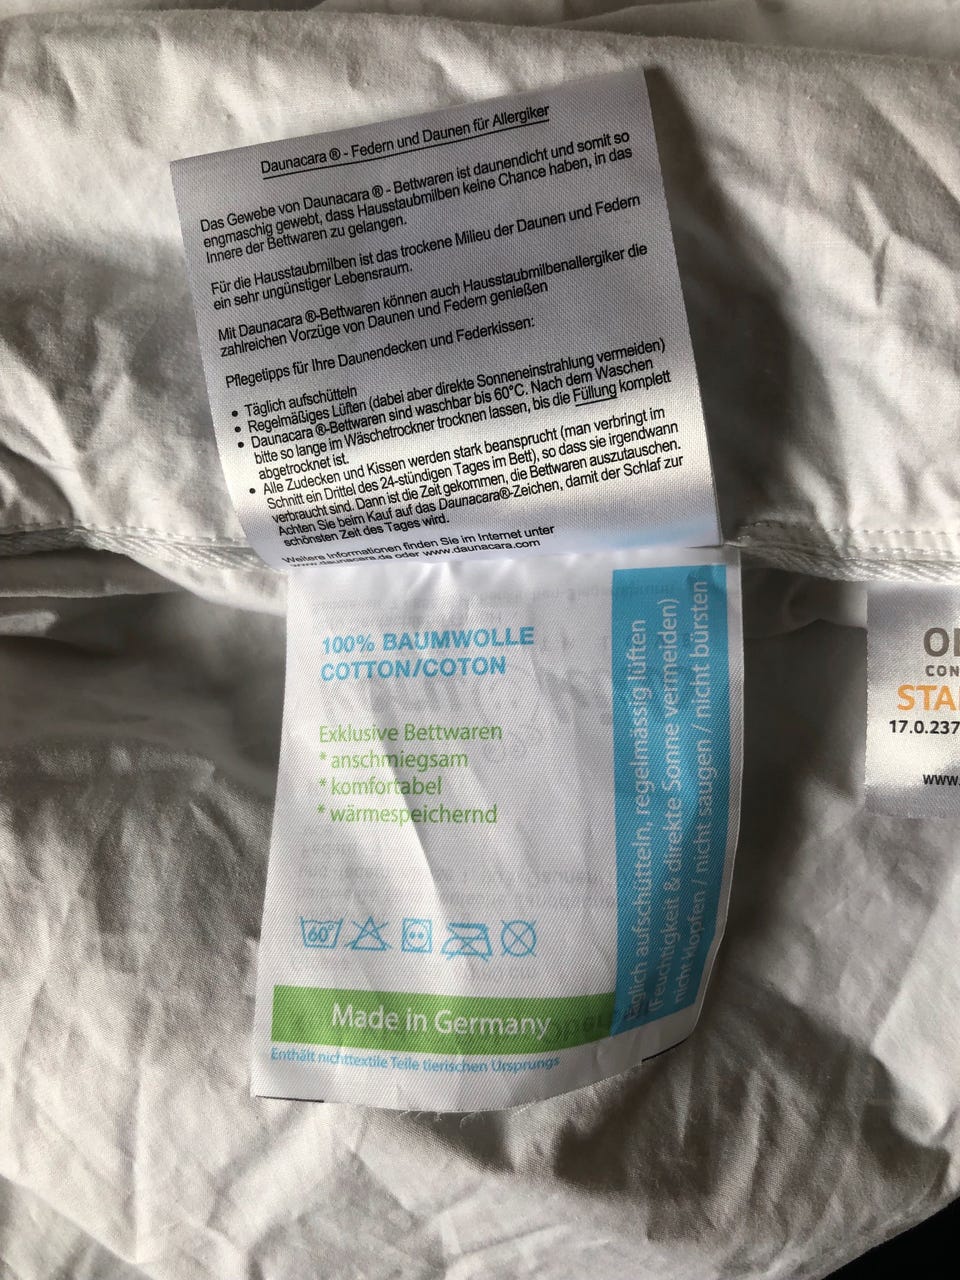 Daunacara ® - Federn und Daunen für Allergiker
Das Gewebe von Daunacara ® - Bettwaren ist daunendicht und somit so
engmaschig gewebt, dass Hausstaubmilben keine Chance haben, in das
Innere der Bettwaren zu gelangen.
Für die Hausstaubmilben ist das trockene Milieu der Daunen und Federn
ein sehr ungünstiger Lebensraum.
Mit Daunacara ®-Bettwaren können auch Hausstaubmilbenallergiker die
zahlreichen Vorzüge von Daunen und Federn genießen
Pflegetipps für Ihre Daunendecken und Federkissen:
• Täglich aufschütteln
• Regelmäßiges Lüften (dabei aber direkte Sonneneinstrahlung vermeiden)
• Daunacara ®-Bettwaren sind waschbar bis 60°C. Nach dem Waschen
bitte so lange im Wäschetrockner trocknen lassen, bis die Füllung komplett
abgetrocknet ist.
• Alle Zudecken und Kissen werden stark beansprucht (man verbringt im
Schnitt ein Drittel des 24-stündigen Tages im Bett), so dass sie irgendwann
verbraucht sind. Dann ist die Zeit gekommen, die Bettwaren auszutauschen.
Achten Sie beim Kauf auf das Daunacara®-Zeichen, damit der Schlaf zur
schönsten Zeit des Tages wird.
Weitere Informationen finden Sie im Internet unter
www.daunacara.de oder www.daunacara.com
100% BAUMWOLLE
COTTON/COTON
Exklusive Bettwaren
* anschmiegsam
* komfortabel
* wärmespeichernd
60°
Made in Germany
Enthält nichttextile Teile tierischen Ursprungs
täglich aufschütteln, regelmässig lüften
(Feuchtigkeit & direkte Sonne vermeiden)
nicht klopfen / nicht saugen / nicht bürsten
CON
STA
17.0.237
www.